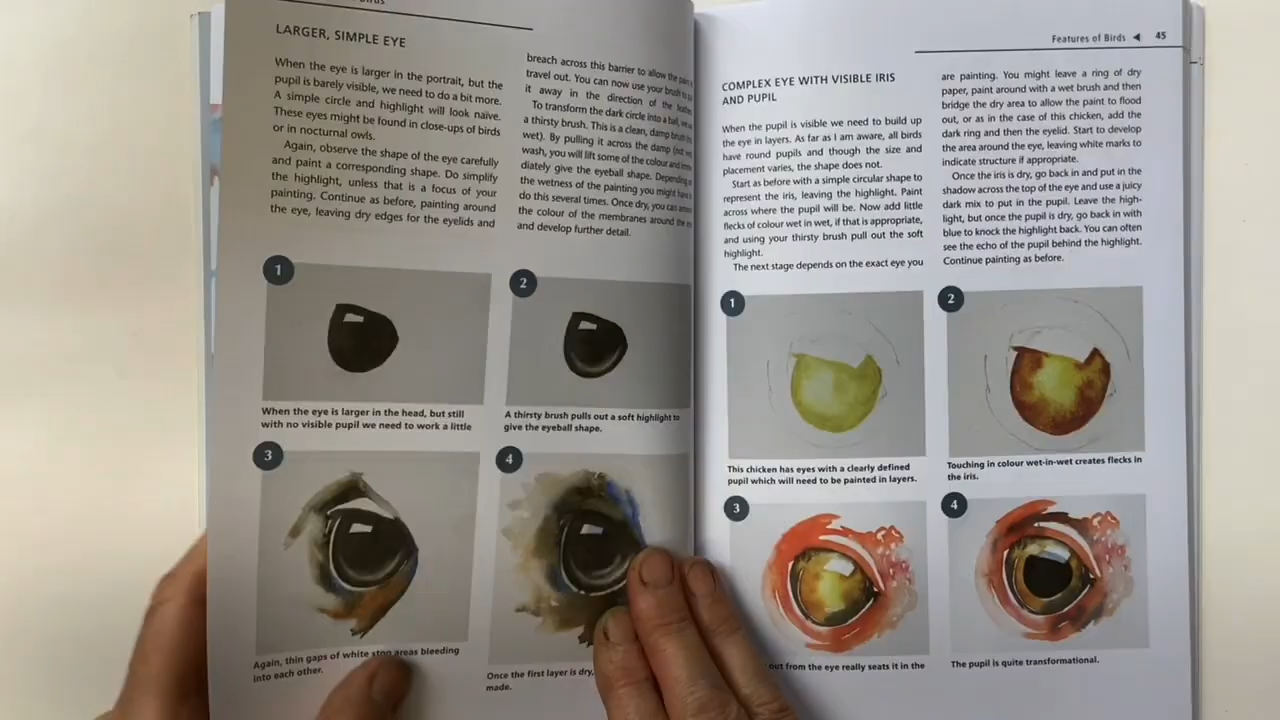 LARGER, SIMPLE EYE
When the eye is larger in the portrait, but the
pupil is barely visible, we need to do a bit more.
A simple circle and highlight will look naïve.
These eyes might be found in close-ups of birds
or in nocturnal owls.
Again, observe the shape of the eye carefully
and paint a corresponding shape. Do simplify
the highlight, unless that is a focus of your
painting. Continue as before, painting around
the eye, leaving dry edges for the eyelids and
breach across this barrier to allow the
travel out. You can now use your brush to
it away in the direction of the
To transform the dark circle into a ball,
a thirsty brush. This is a clean, damp brush
wet). By pulling it across the damp
wash, you will lift some of the colour and
diately give the eyeball shape. Depending
the wetness of the painting you might
do this several times. Once dry, you can
the colour of the membranes around the
and develop further detail.
1
2
When the eye is larger in the head, but still
with no visible pupil we need to work a little
A thirsty brush pulls out a soft highlight to
give the eyeball shape.
3
4
Again, thin gaps of white stop areas bleeding
into each other.
Once the first layer is dry,
made.
Features of Birds ◀ 45
COMPLEX EYE WITH VISIBLE IRIS
AND PUPIL
When the pupil is visible we need to build up
the eye in layers. As far as I am aware, all birds
have round pupils and though the size and
placement varies, the shape does not.
Start as before with a simple circular shape to
represent the iris, leaving the highlight. Paint
across where the pupil will be. Now add little
flecks of colour wet in wet, if that is appropriate,
and using your thirsty brush pull out the soft
highlight.
The next stage depends on the exact eye you
are painting. You might leave a ring of dry
paper, paint around with a wet brush and then
bridge the dry area to allow the paint to flood
out, or as in the case of this chicken, add the
dark ring and then the eyelid. Start to develop
the area around the eye, leaving white marks to
indicate structure if appropriate.
Once the iris is dry, go back in and put in the
shadow across the top of the eye and use a juicy
dark mix to put in the pupil. Leave the high-
light, but once the pupil is dry, go back in with
blue to knock the highlight back. You can often
see the echo of the pupil behind the highlight.
Continue painting as before.
1
2
This chicken has eyes with a clearly defined
pupil which will need to be painted in layers.
Touching in colour wet-in-wet creates flecks in
the iris.
3
4
out from the eye really seats it in the
The pupil is quite transformational.